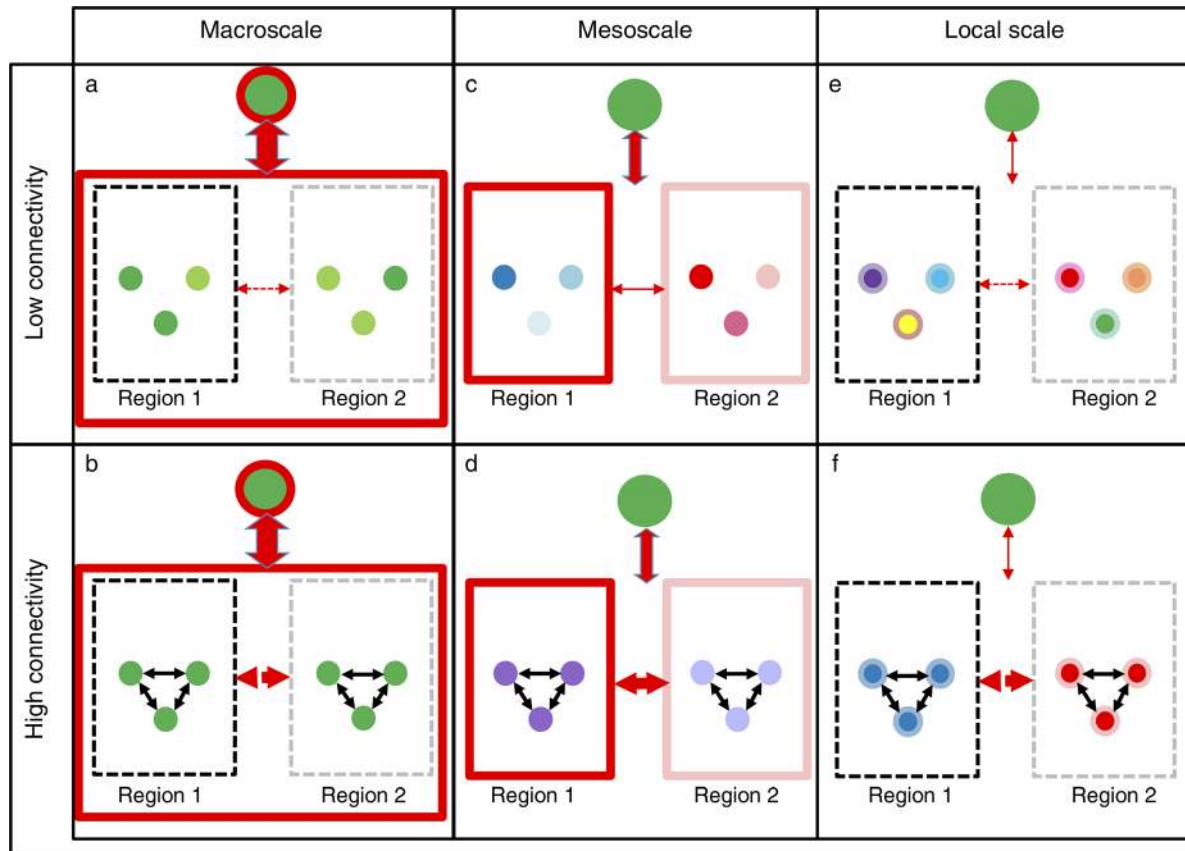 Macroscale
Mesoscale
Local scale
Low connectivity
a
Region 1
Region 2
c
Region 1
Region 2
e
Region 1
Region 2
High connectivity
b
Region 1
Region 2
d
Region 1
Region 2
f
Region 1
Region 2